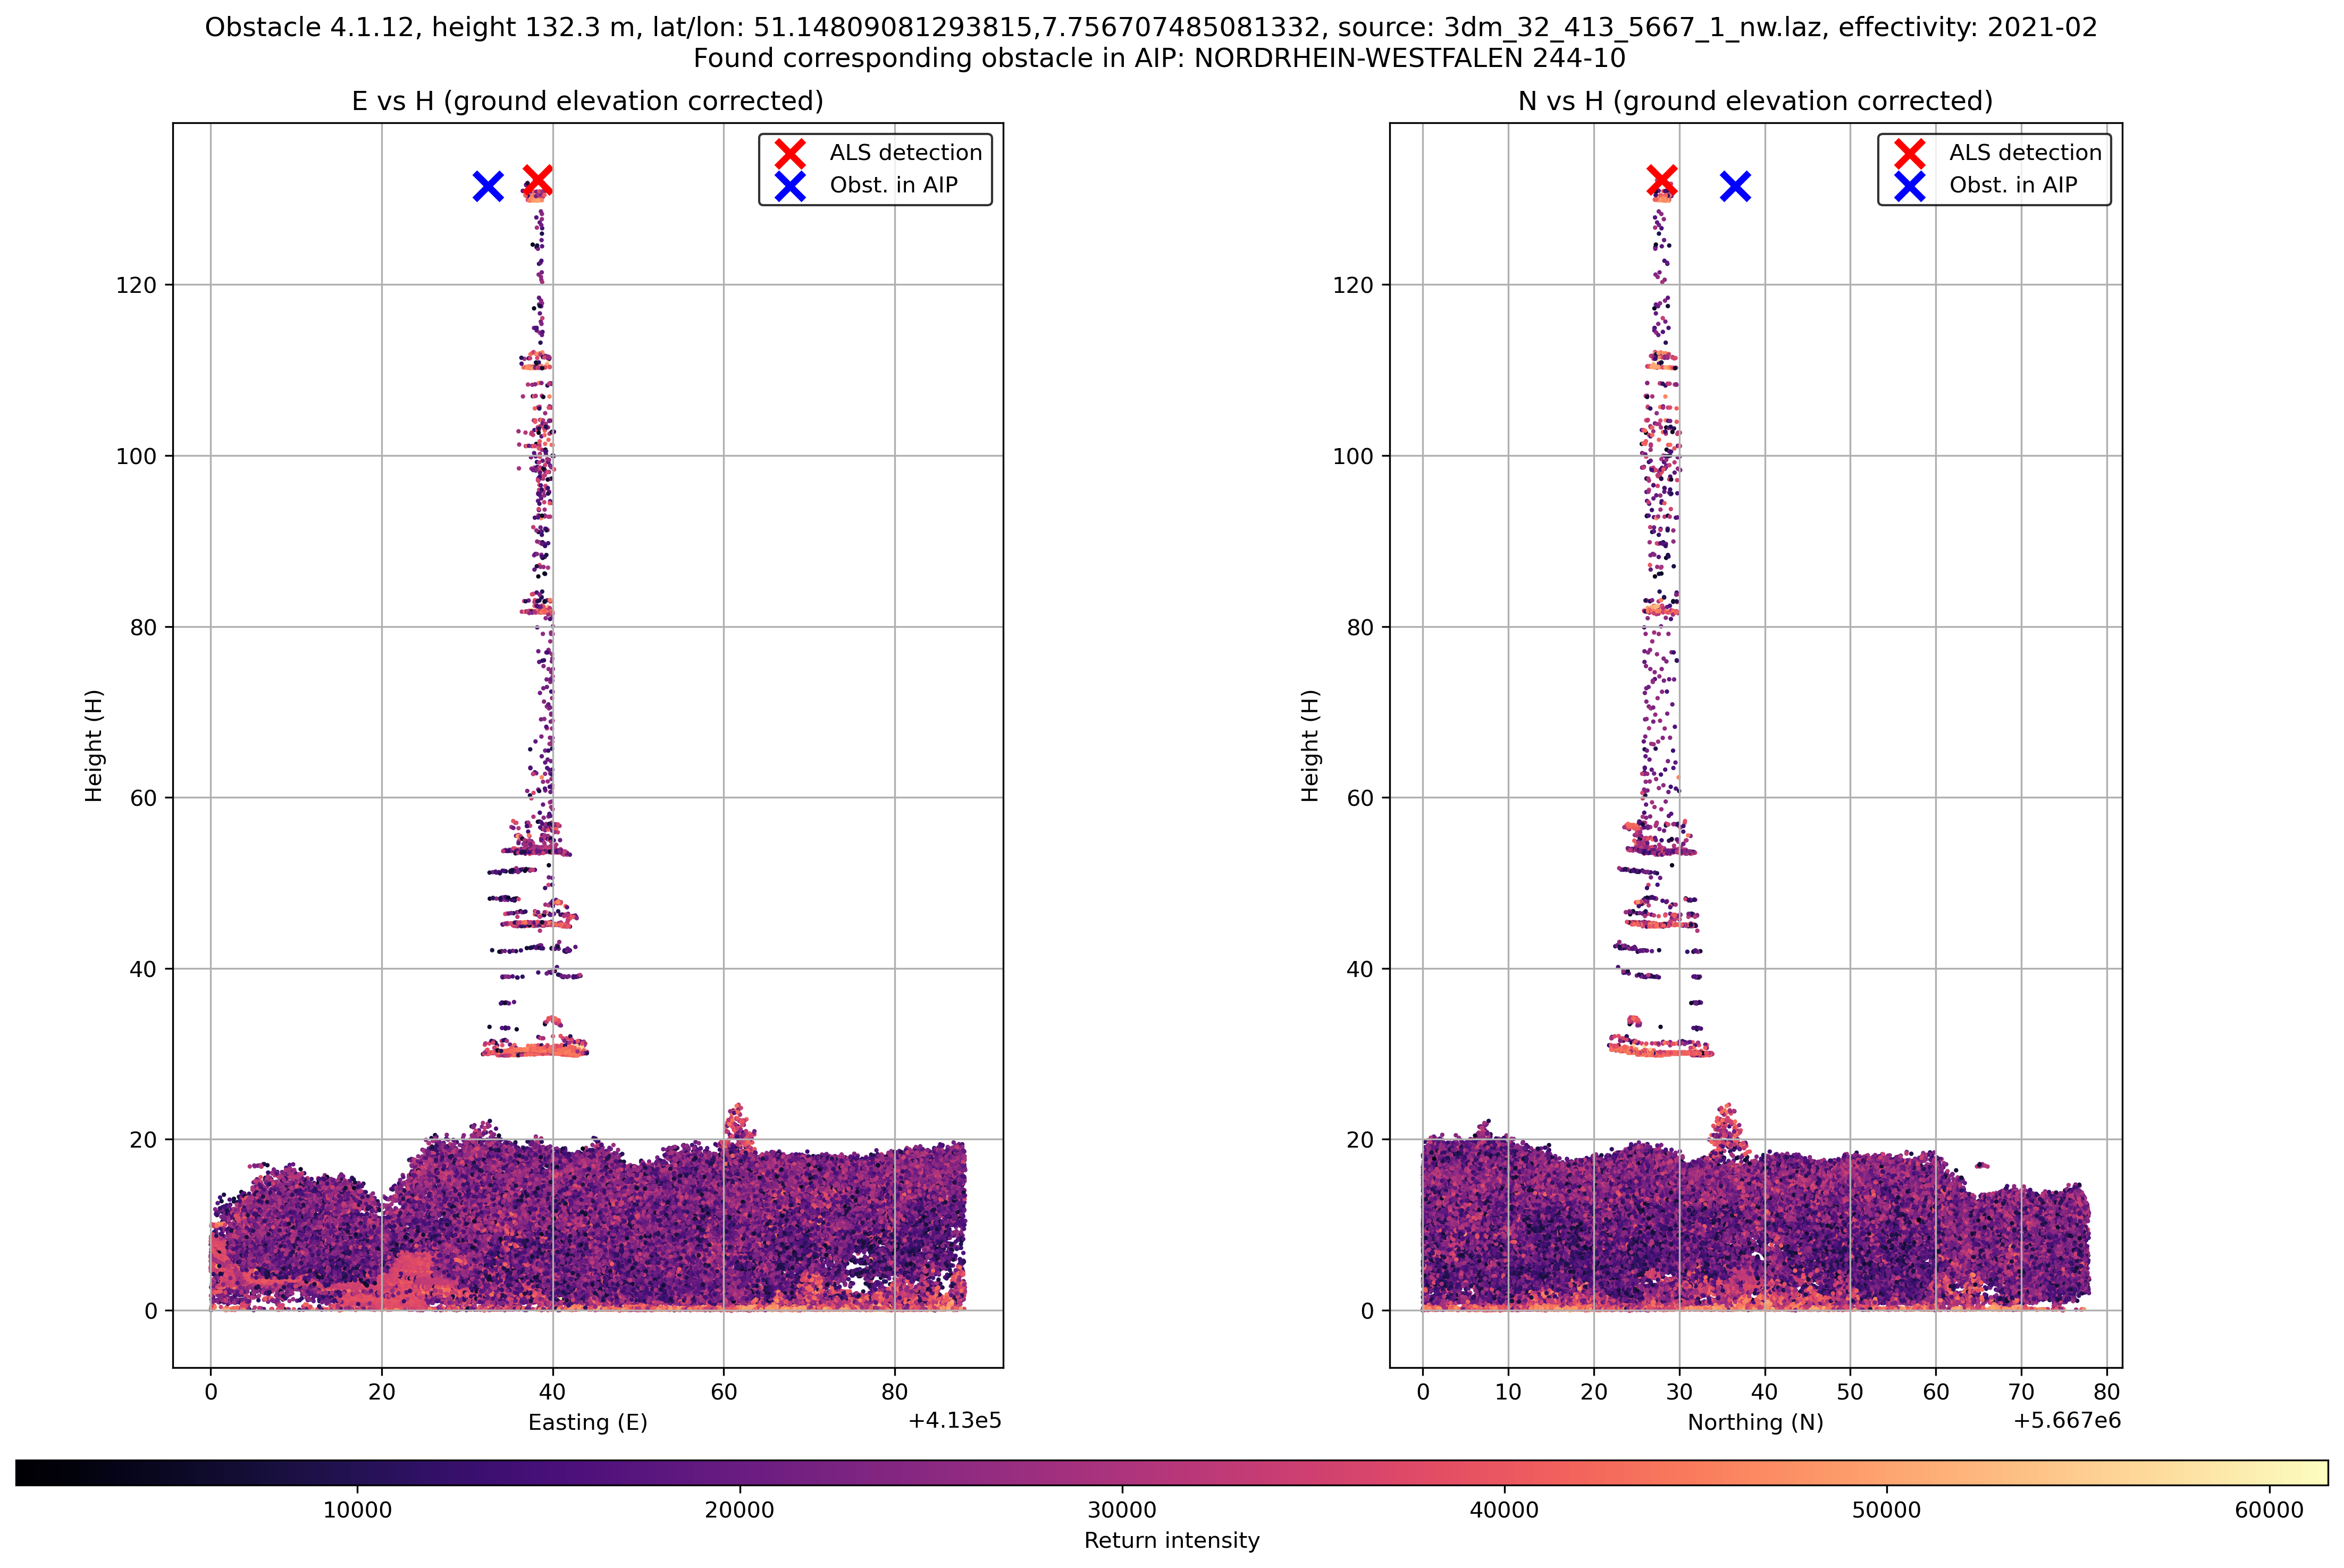 Obstacle 4.1.12, height 132.3 m, lat/lon: 51.14809081293815,7.756707485081332, source: 3dm_32_413_5667_1_nw.laz, effectivity: 2021-02
Found corresponding obstacle in AIP: NORDRHEIN-WESTFALEN 244-10
E vs H (ground elevation corrected)
ALS detection
Obst. in AIP
120
100
80
60
40
20
0
Height (H)
0 20 40 60 80
Easting (E)
+4.13e5
N vs H (ground elevation corrected)
ALS detection
Obst. in AIP
120
100
80
60
40
20
0
Height (H)
0 10 20 30 40 50 60 70 80
Northing (N)
+5.667e6
10000 20000 30000 40000 50000 60000
Return intensity